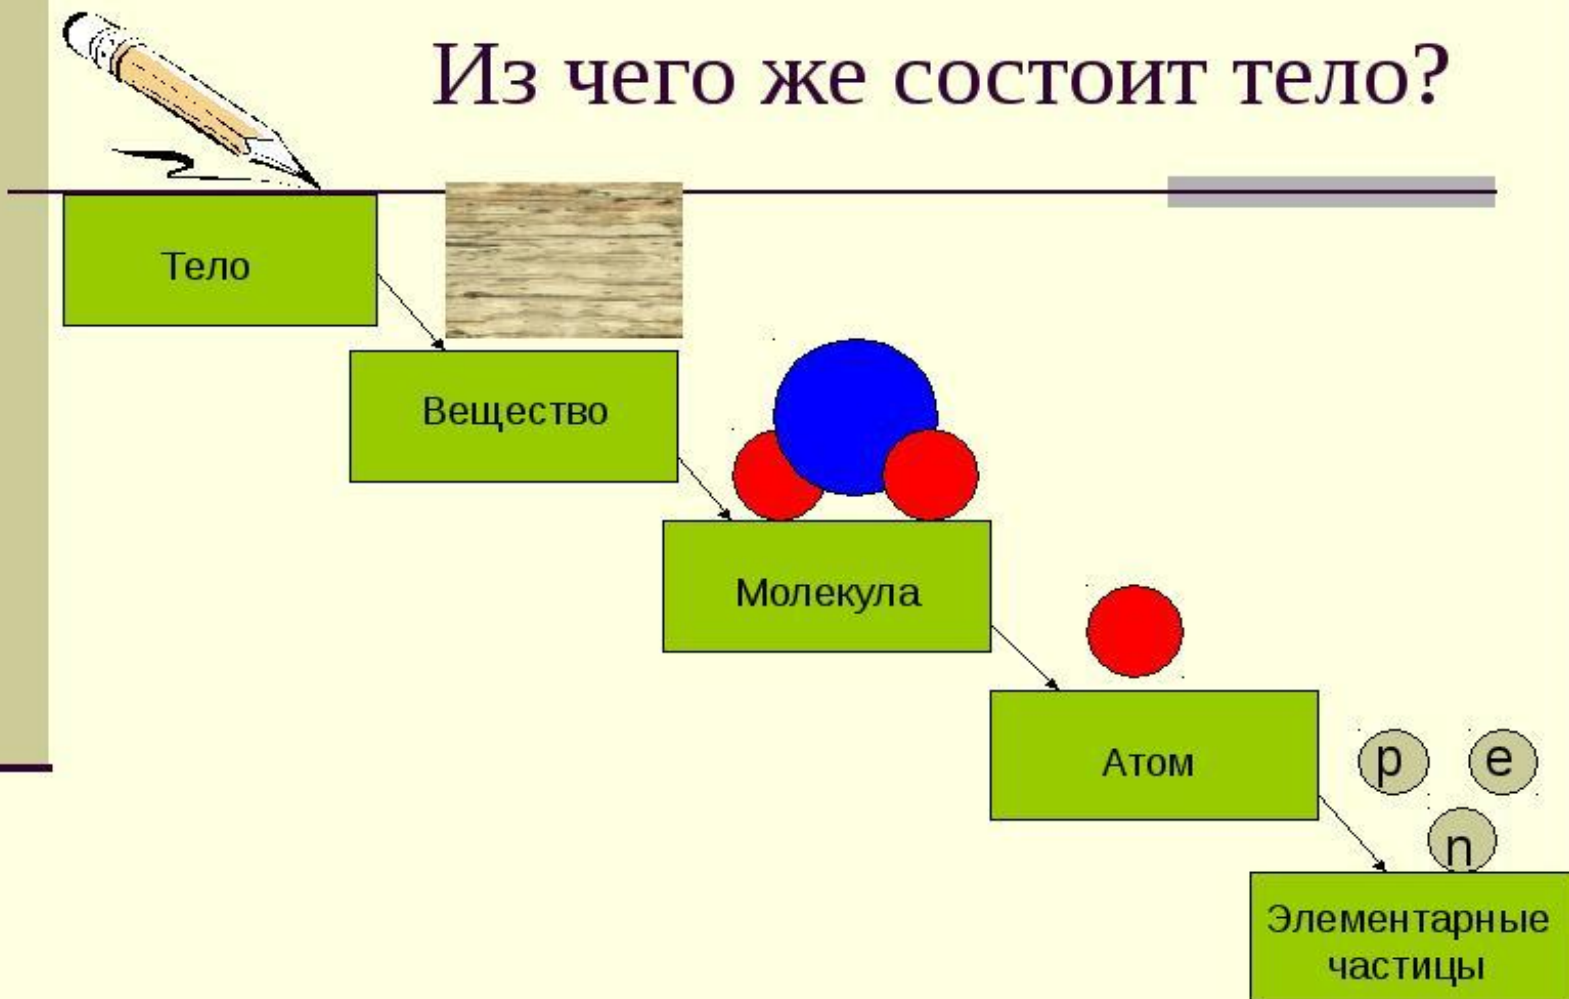 Из чего же состоит тело?
Тело
Вещество
Молекула
Атом
p
e
n
Элементарные
частицы